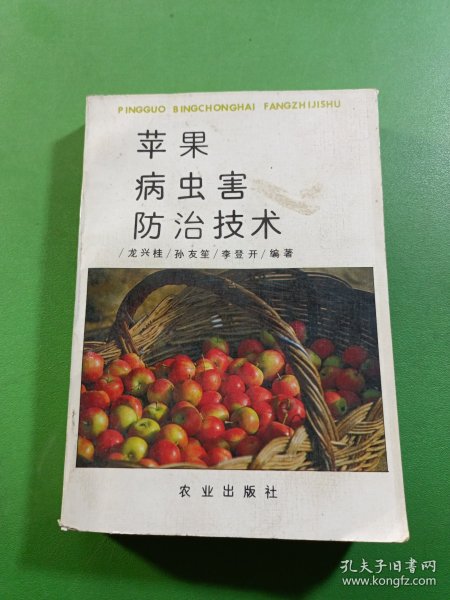 PINGGUO BINGCHONGHAI FANGZHIJISHU
苹果
病虫害
防治技术
/龙兴桂/孙友笙/李登开/编著
农业出版社
孔夫子旧书网
www.kongfz.com